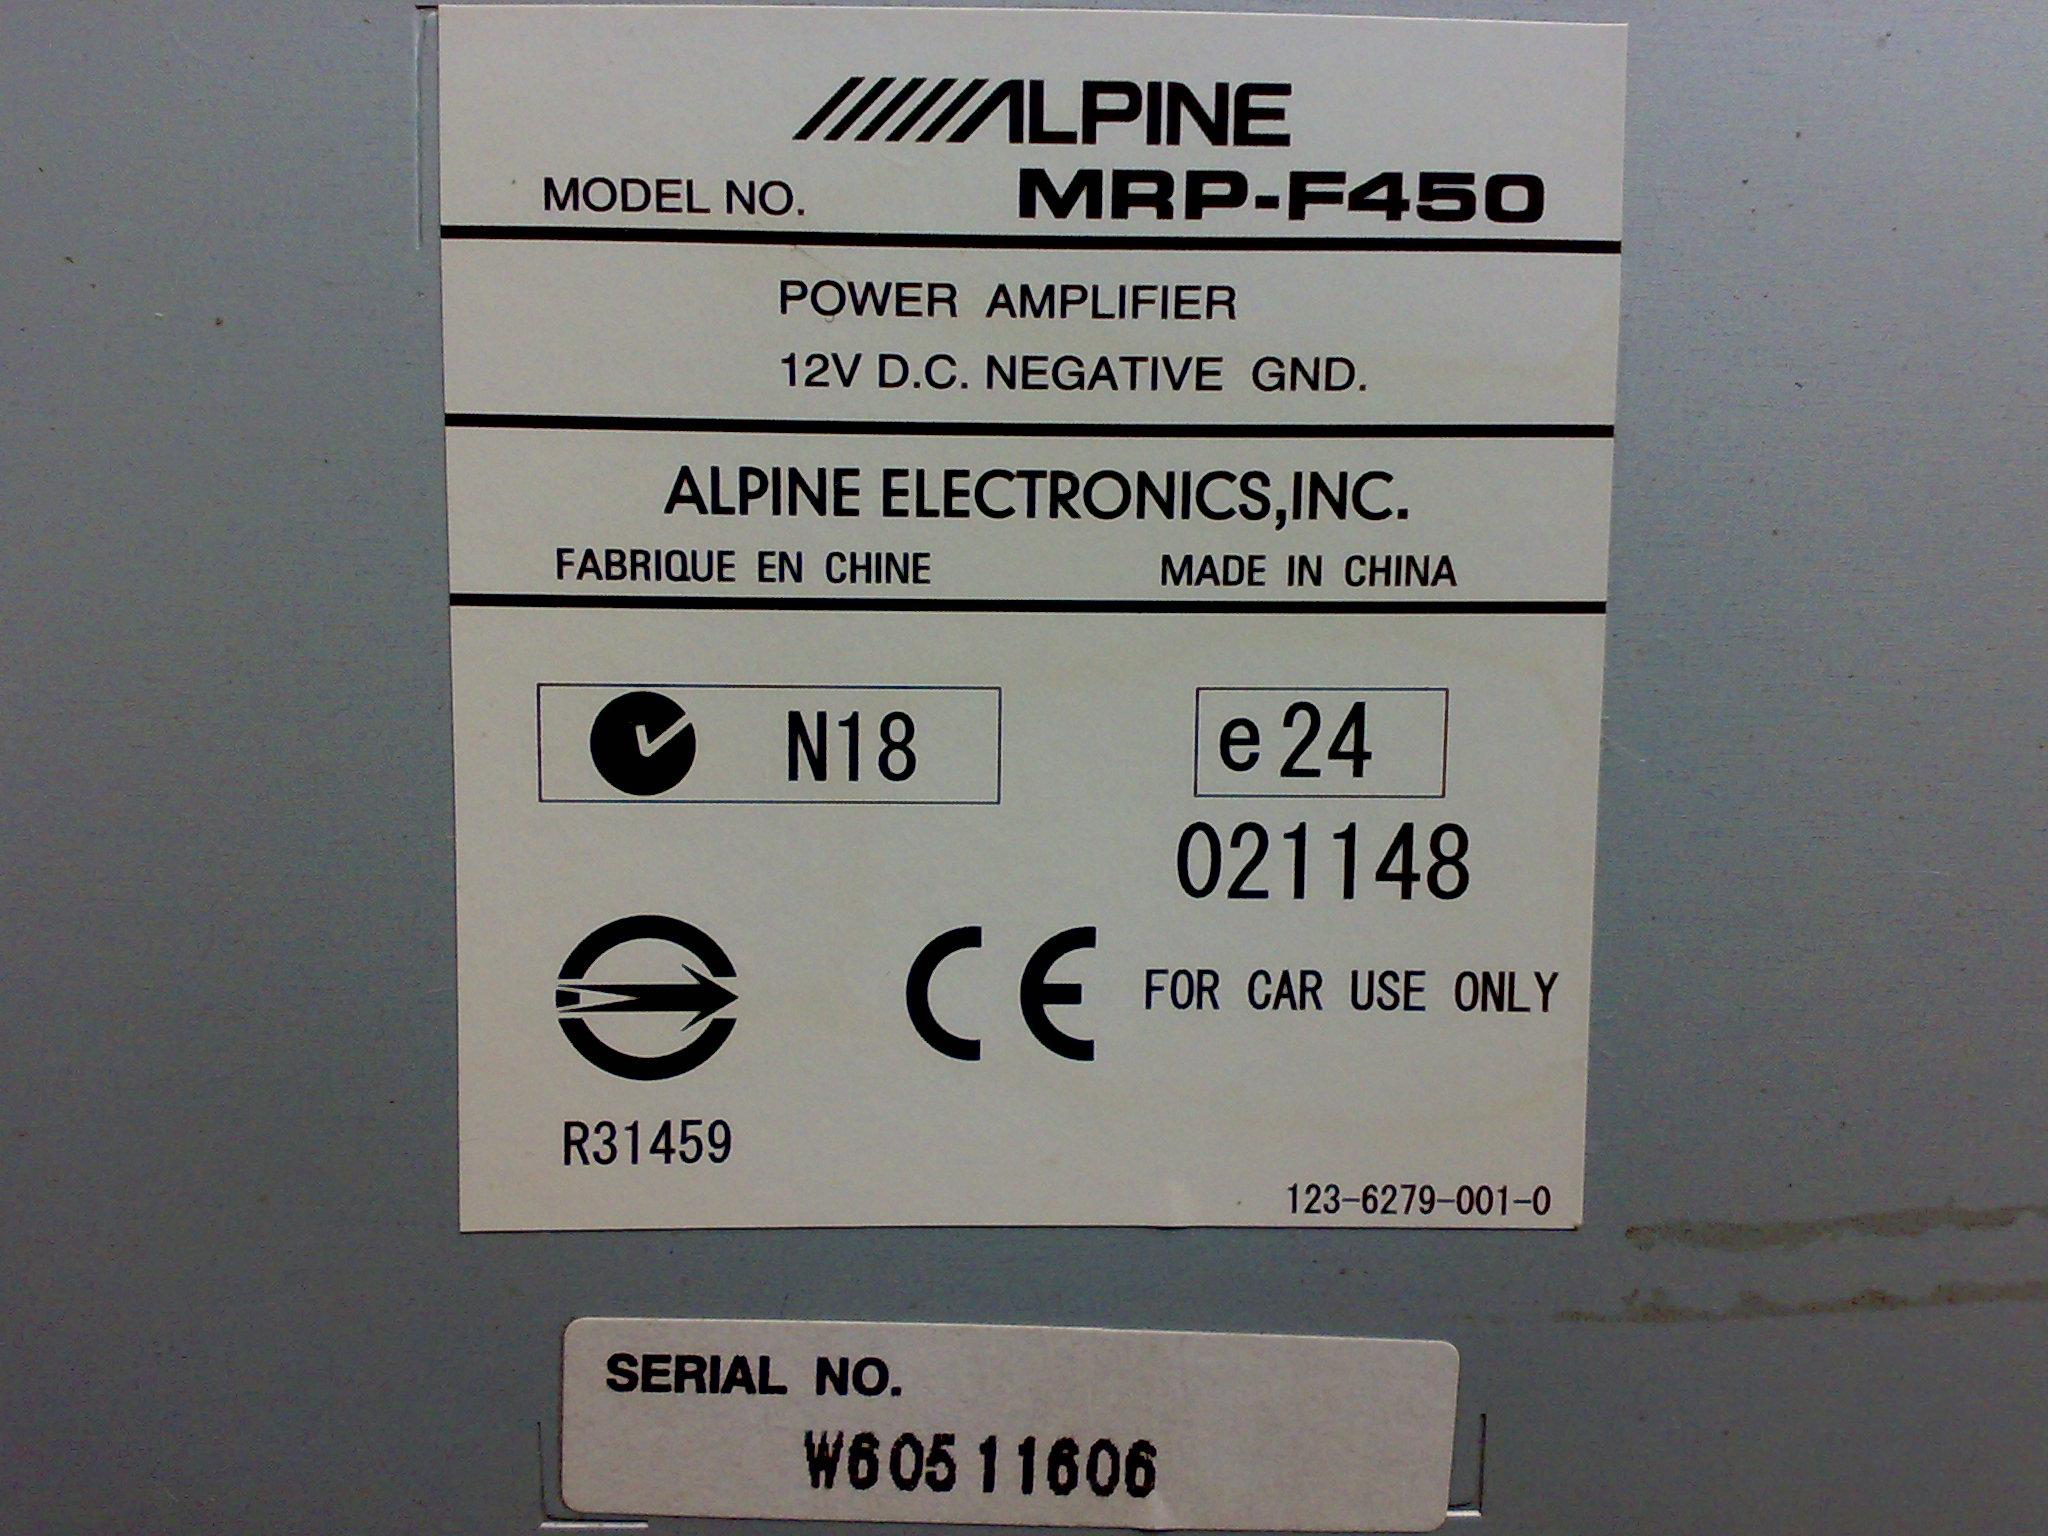 ALPINE
MODEL NO. MRP-F450
POWER AMPLIFIER
12V D.C. NEGATIVE GND.
ALPINE ELECTRONICS,INC.
FABRIQUE EN CHINE MADE IN CHINA
N18 e24
021148
CE FOR CAR USE ONLY
R31459
123-6279-001-0
SERIAL NO.
W60511606